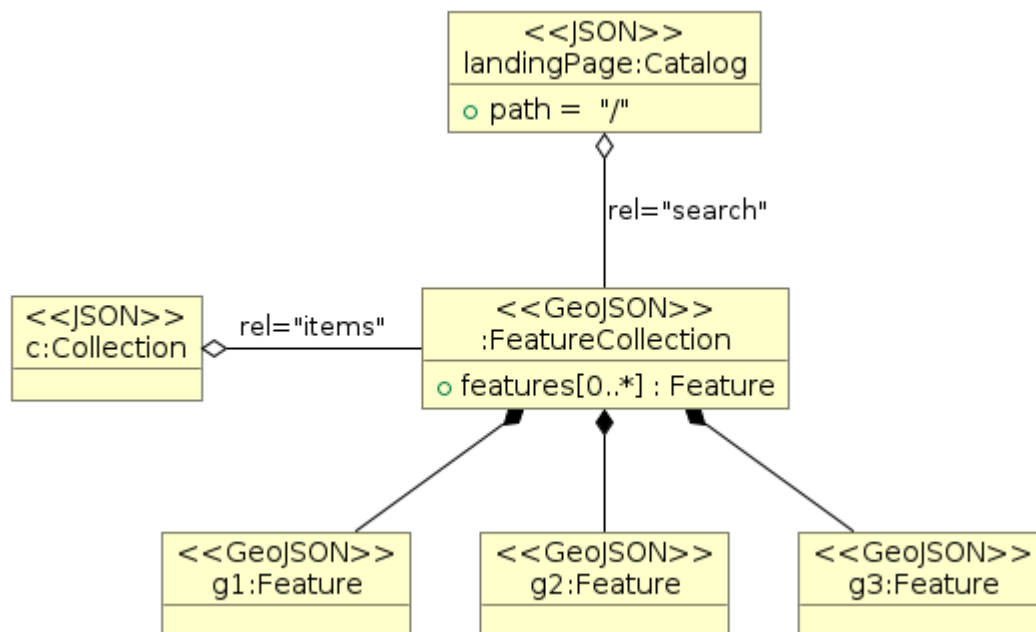 <<JSON>>
landingPage:Catalog
path = "/"
rel="search"
<<JSON>>
c:Collection
rel="items"
<<GeoJSON>>
:FeatureCollection
features[0..*] : Feature
<<GeoJSON>>
g1:Feature
<<GeoJSON>>
g2:Feature
<<GeoJSON>>
g3:Feature